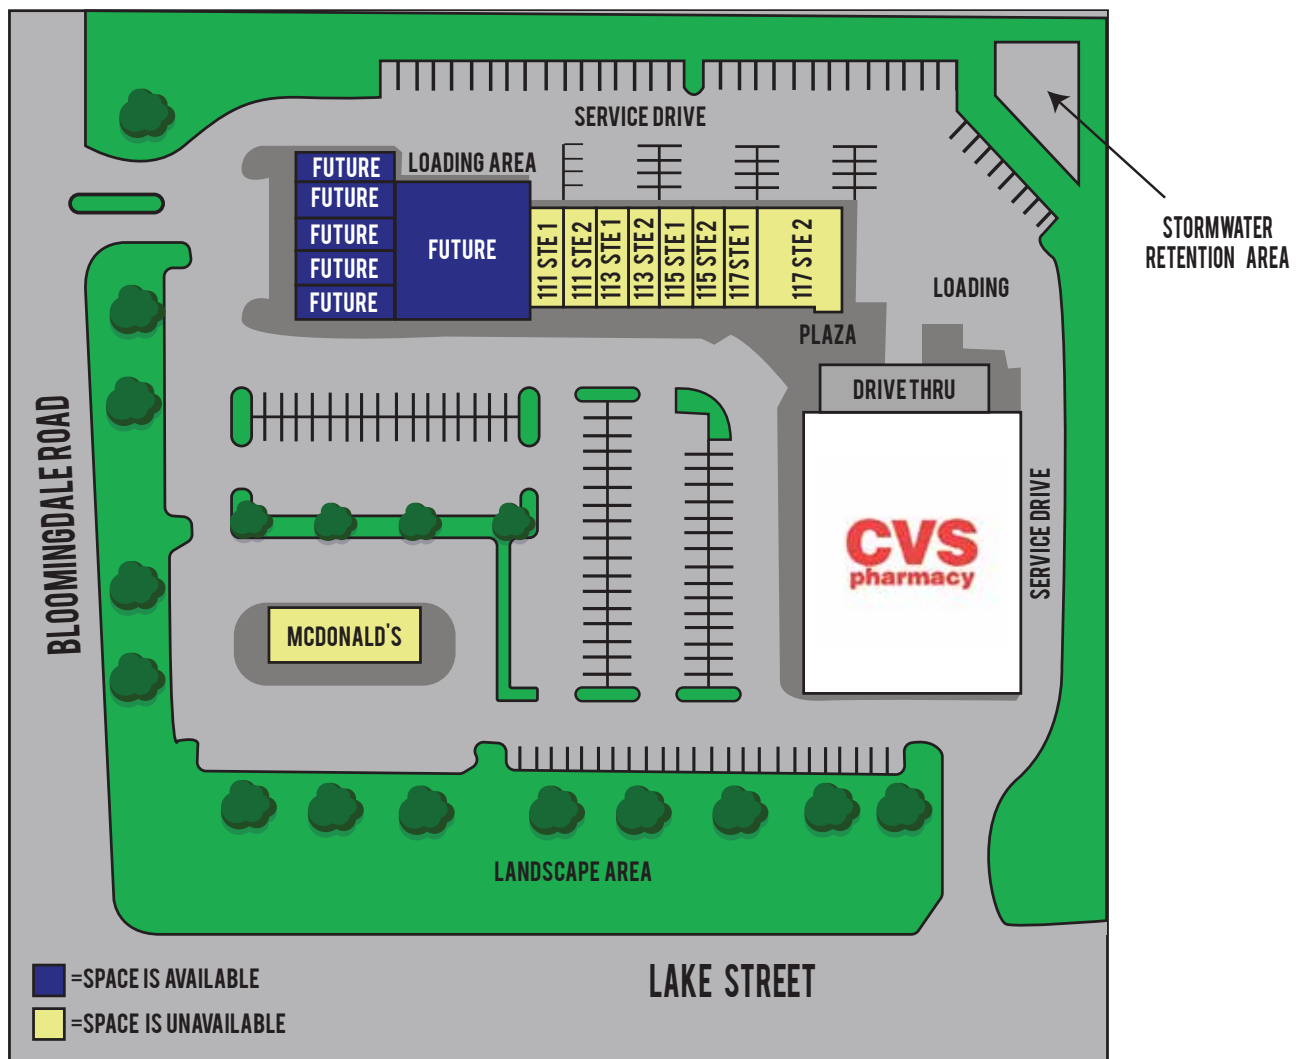 SERVICE DRIVE
FUTURE
LOADING AREA
FUTURE
FUTURE
FUTURE
FUTURE
FUTURE
111 STE 1
111 STE 2
113 STE 1
113 STE 2
115 STE 1
115 STE 2
117 STE 1
117 STE 2
STORMWATER
RETENTION AREA
LOADING
PLAZA
DRIVE THRU
BLOOMINGDALE ROAD
CVS
pharmacy
SERVICE DRIVE
MCDONALD'S
LANDSCAPE AREA
LAKE STREET
=SPACE IS AVAILABLE
=SPACE IS UNAVAILABLE